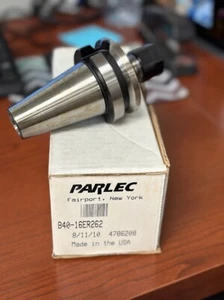 PARLEC
Fairport, New York
B40-16ER262
8/11/10 4706200
Made in the USA